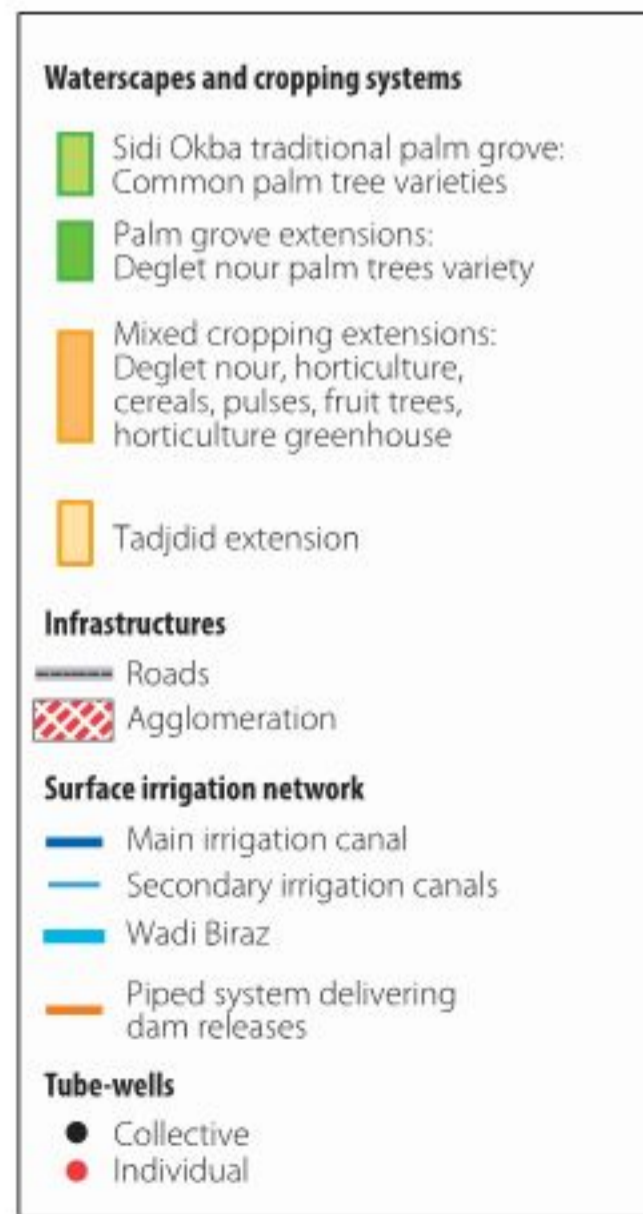 Waterscapes and cropping systems
Sidi Okba traditional palm grove:
Common palm tree varieties
Palm grove extensions:
Deglet nour palm trees variety
Mixed cropping extensions:
Deglet nour, horticulture,
cereals, pulses, fruit trees,
horticulture greenhouse
Tadjdid extension
Infrastructures
Roads
Agglomeration
Surface irrigation network
Main irrigation canal
Secondary irrigation canals
Wadi Biraz
Piped system delivering
dam releases
Tube-wells
Collective
Individual